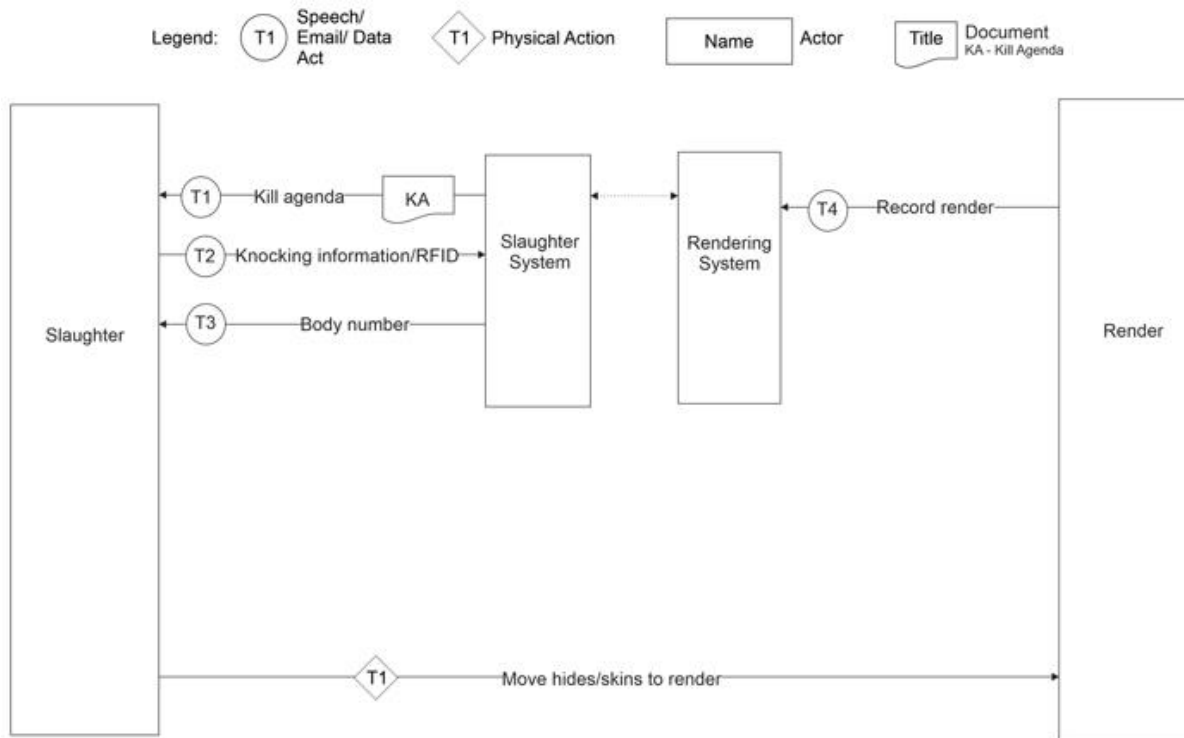 Legend:
T1
Speech/
Email/ Data
Act
T1
Physical Action
Name
Actor
Title
Document
KA - Kill Agenda
Slaughter
T1
Kill agenda
KA
T2
Knocking information/RFID
T3
Body number
Slaughter
System
Rendering
System
T4
Record render
Render
T1
Move hides/skins to render